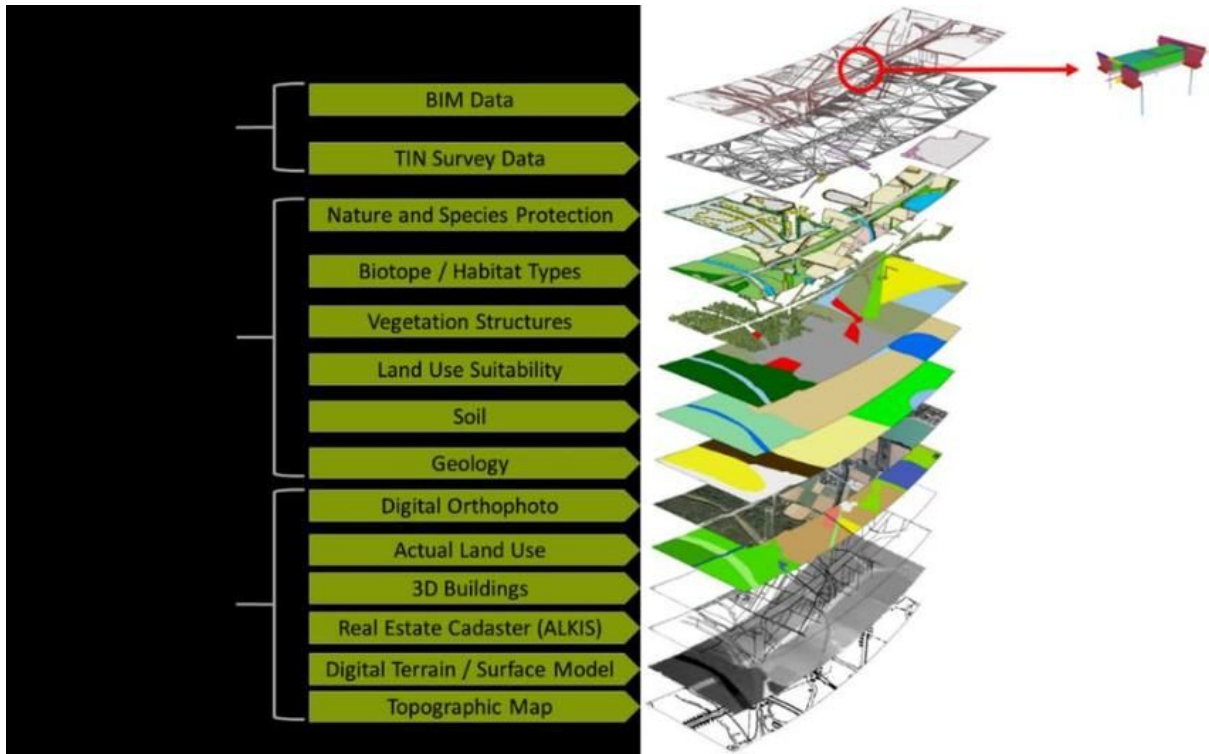 BIM Data
TIN Survey Data
Nature and Species Protection
Biotope / Habitat Types
Vegetation Structures
Land Use Suitability
Soil
Geology
Digital Orthophoto
Actual Land Use
3D Buildings
Real Estate Cadaster (ALKIS)
Digital Terrain / Surface Model
Topographic Map